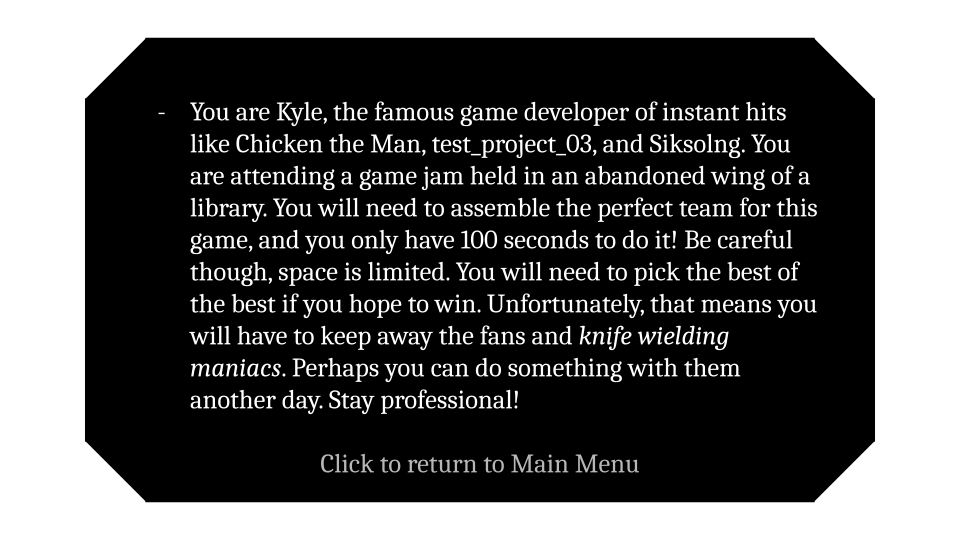 - You are Kyle, the famous game developer of instant hits
like Chicken the Man, test_project_03, and Siksolng. You
are attending a game jam held in an abandoned wing of a
library. You will need to assemble the perfect team for this
game, and you only have 100 seconds to do it! Be careful
though, space is limited. You will need to pick the best of
the best if you hope to win. Unfortunately, that means you
will have to keep away the fans and knife wielding
maniacs. Perhaps you can do something with them
another day. Stay professional!
Click to return to Main Menu